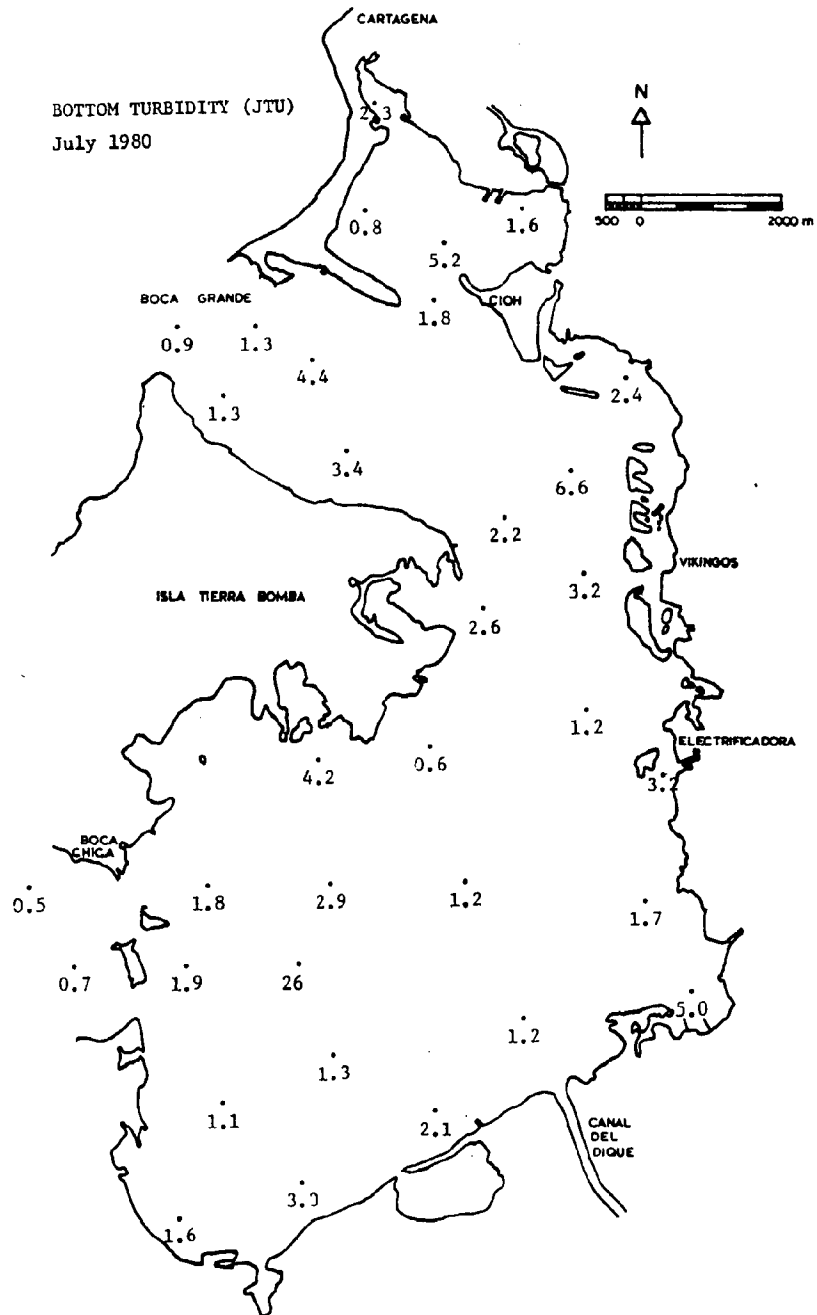 CARTAGENA
BOTTOM TURBIDITY (JTU)
July 1980
N
2.3
500 0 2000 m
0.8
1.6
5.2
BOCA GRANDE
CIOH
1.8
0.9
1.3
4.4
2.4
1.3
3.4
6.6
2.2
VIKINGOS
3.2
ISLA TIERRA BOMBA
2.6
1.2
ELECTRIFICADORA
4.2
0.6
3.2
BOCA
CHICA
0.5
1.8
2.9
1.2
1.7
0.7
1.9
26
5.0
1.2
1.3
1.1
2.1
CANAL
DEL
DIQUE
3.0
1.6